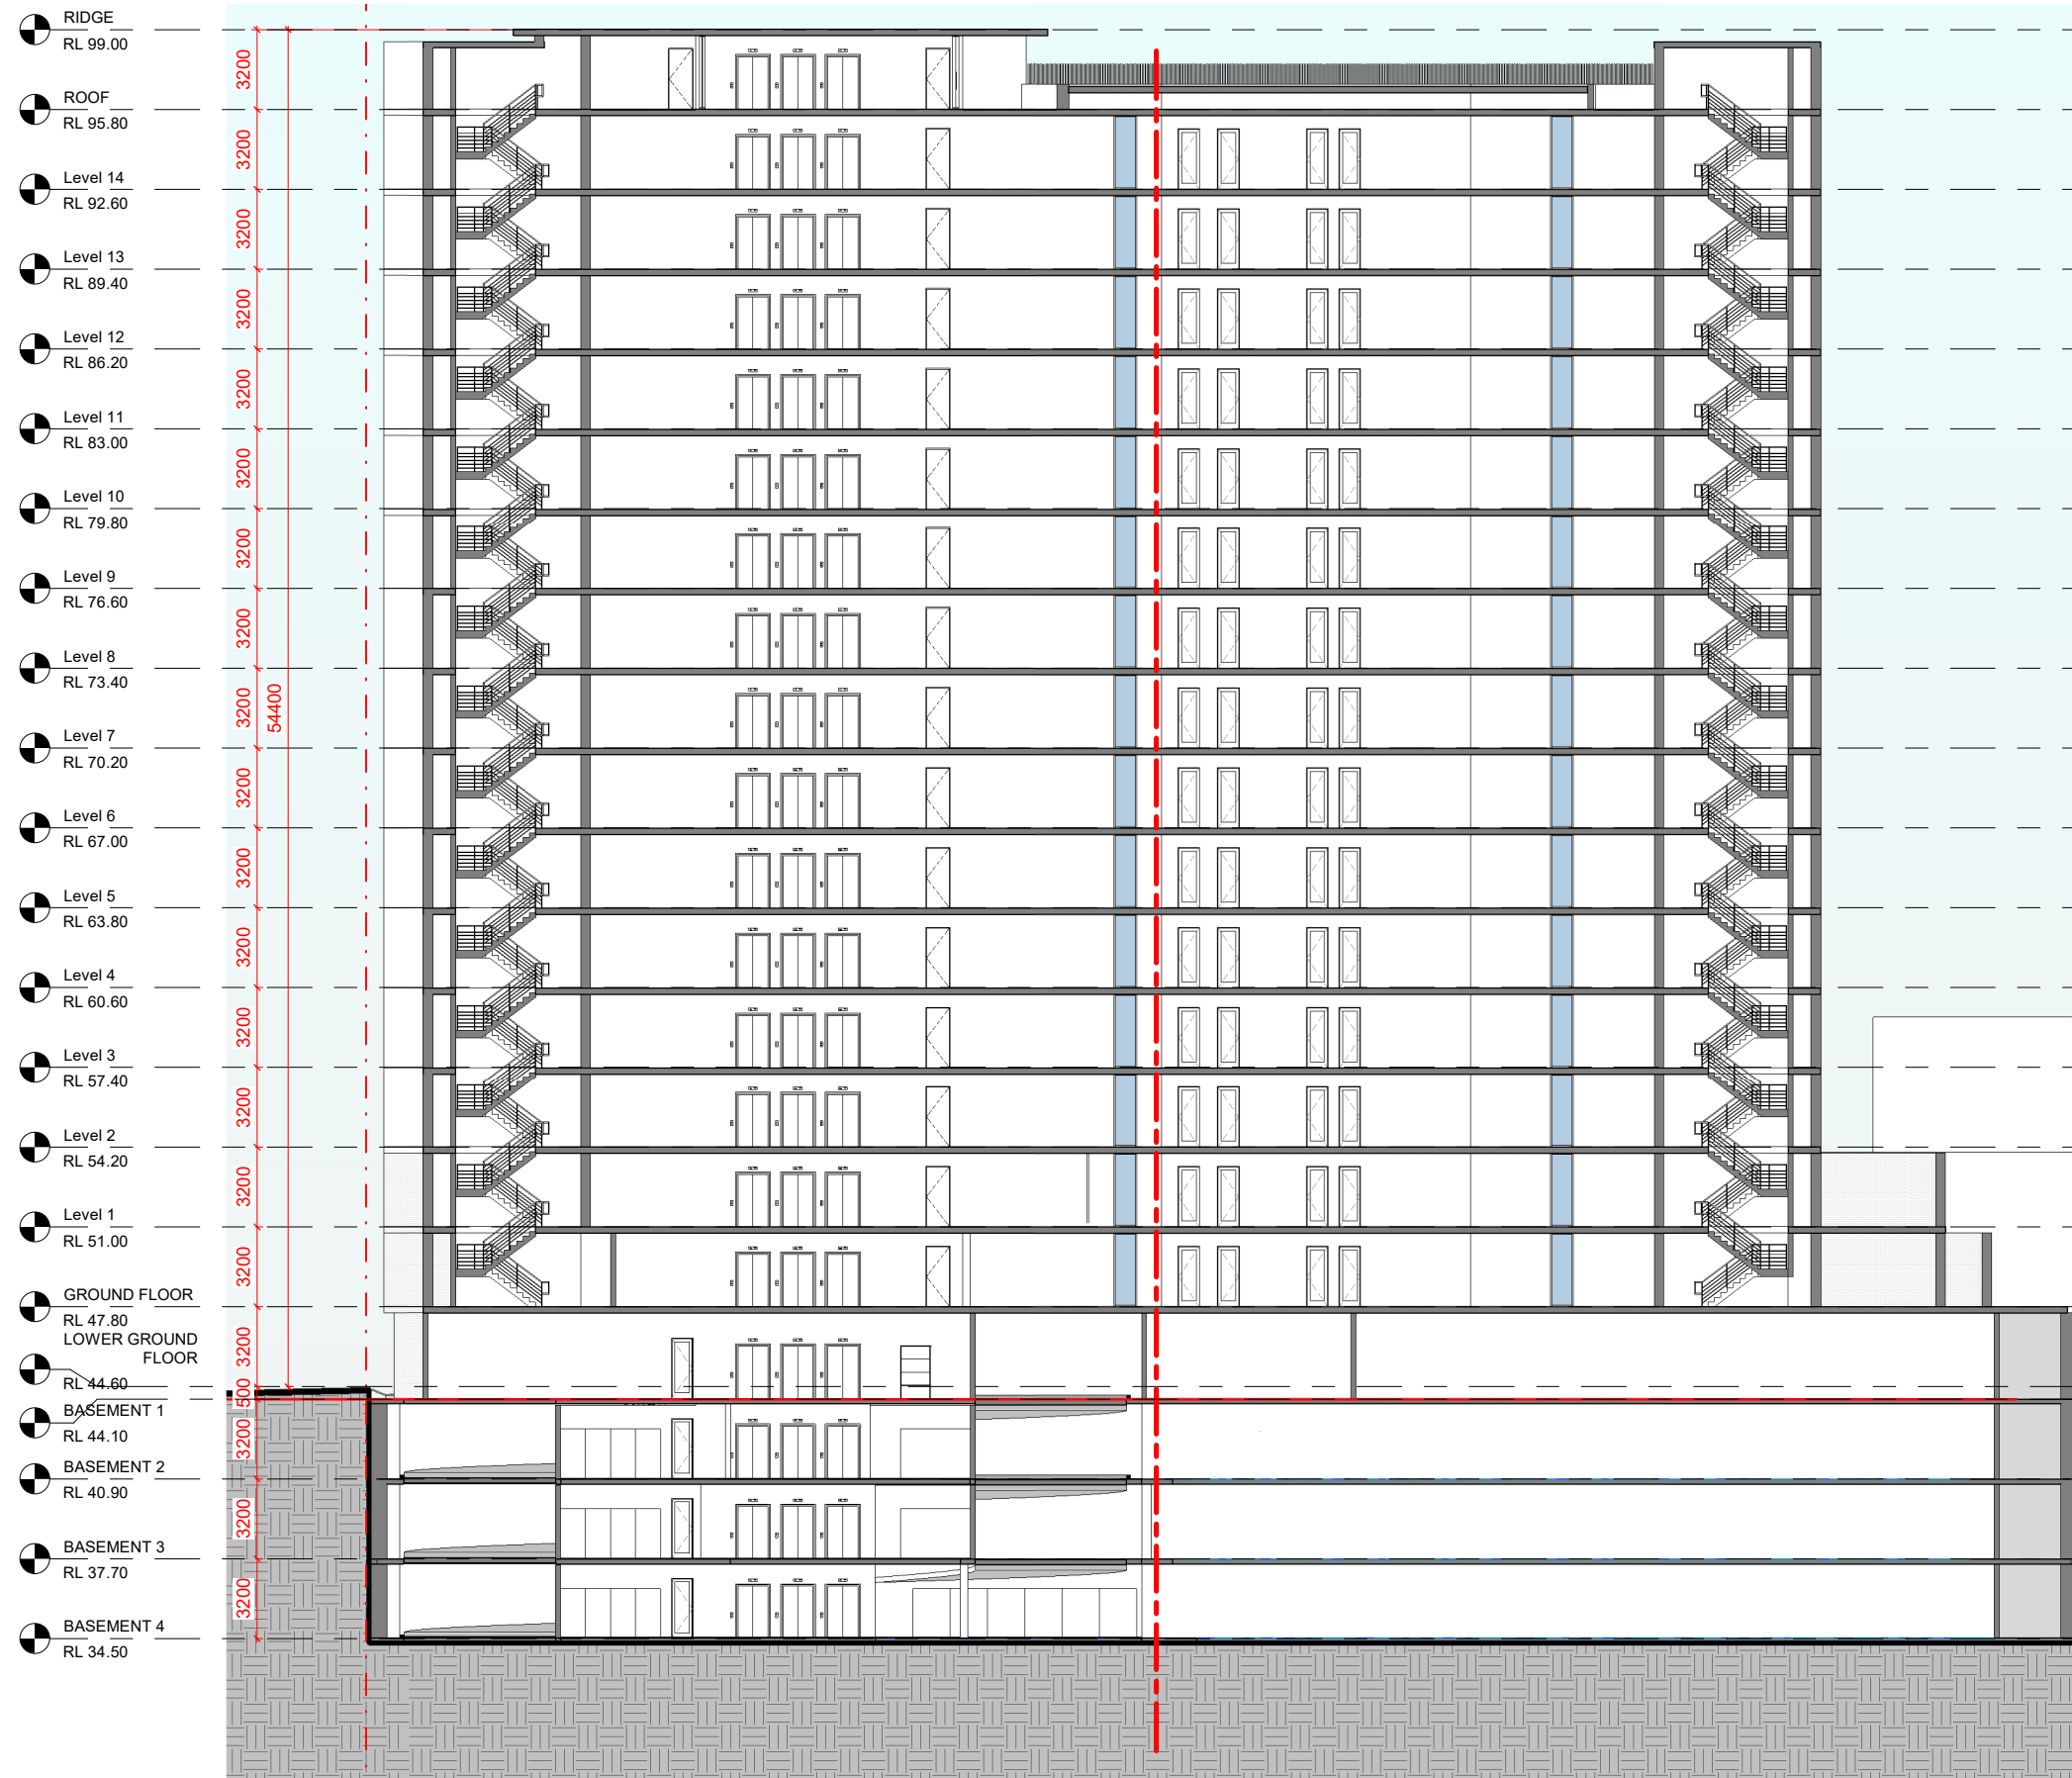 RIDGE
RL 99.00
3200
ROOF
RL 95.80
3200
Level 14
RL 92.60
3200
Level 13
RL 89.40
3200
Level 12
RL 86.20
3200
Level 11
RL 83.00
3200
Level 10
RL 79.80
3200
Level 9
RL 76.60
3200
Level 8
RL 73.40
3200
54400
Level 7
RL 70.20
3200
Level 6
RL 67.00
3200
Level 5
RL 63.80
3200
Level 4
RL 60.60
3200
Level 3
RL 57.40
3200
Level 2
RL 54.20
3200
Level 1
RL 51.00
3200
GROUND FLOOR
RL 47.80
3200
LOWER GROUND
FLOOR
RL 44.60
500
BASEMENT 1
RL 44.10
3200
BASEMENT 2
RL 40.90
3200
BASEMENT 3
RL 37.70
3200
BASEMENT 4
RL 34.50